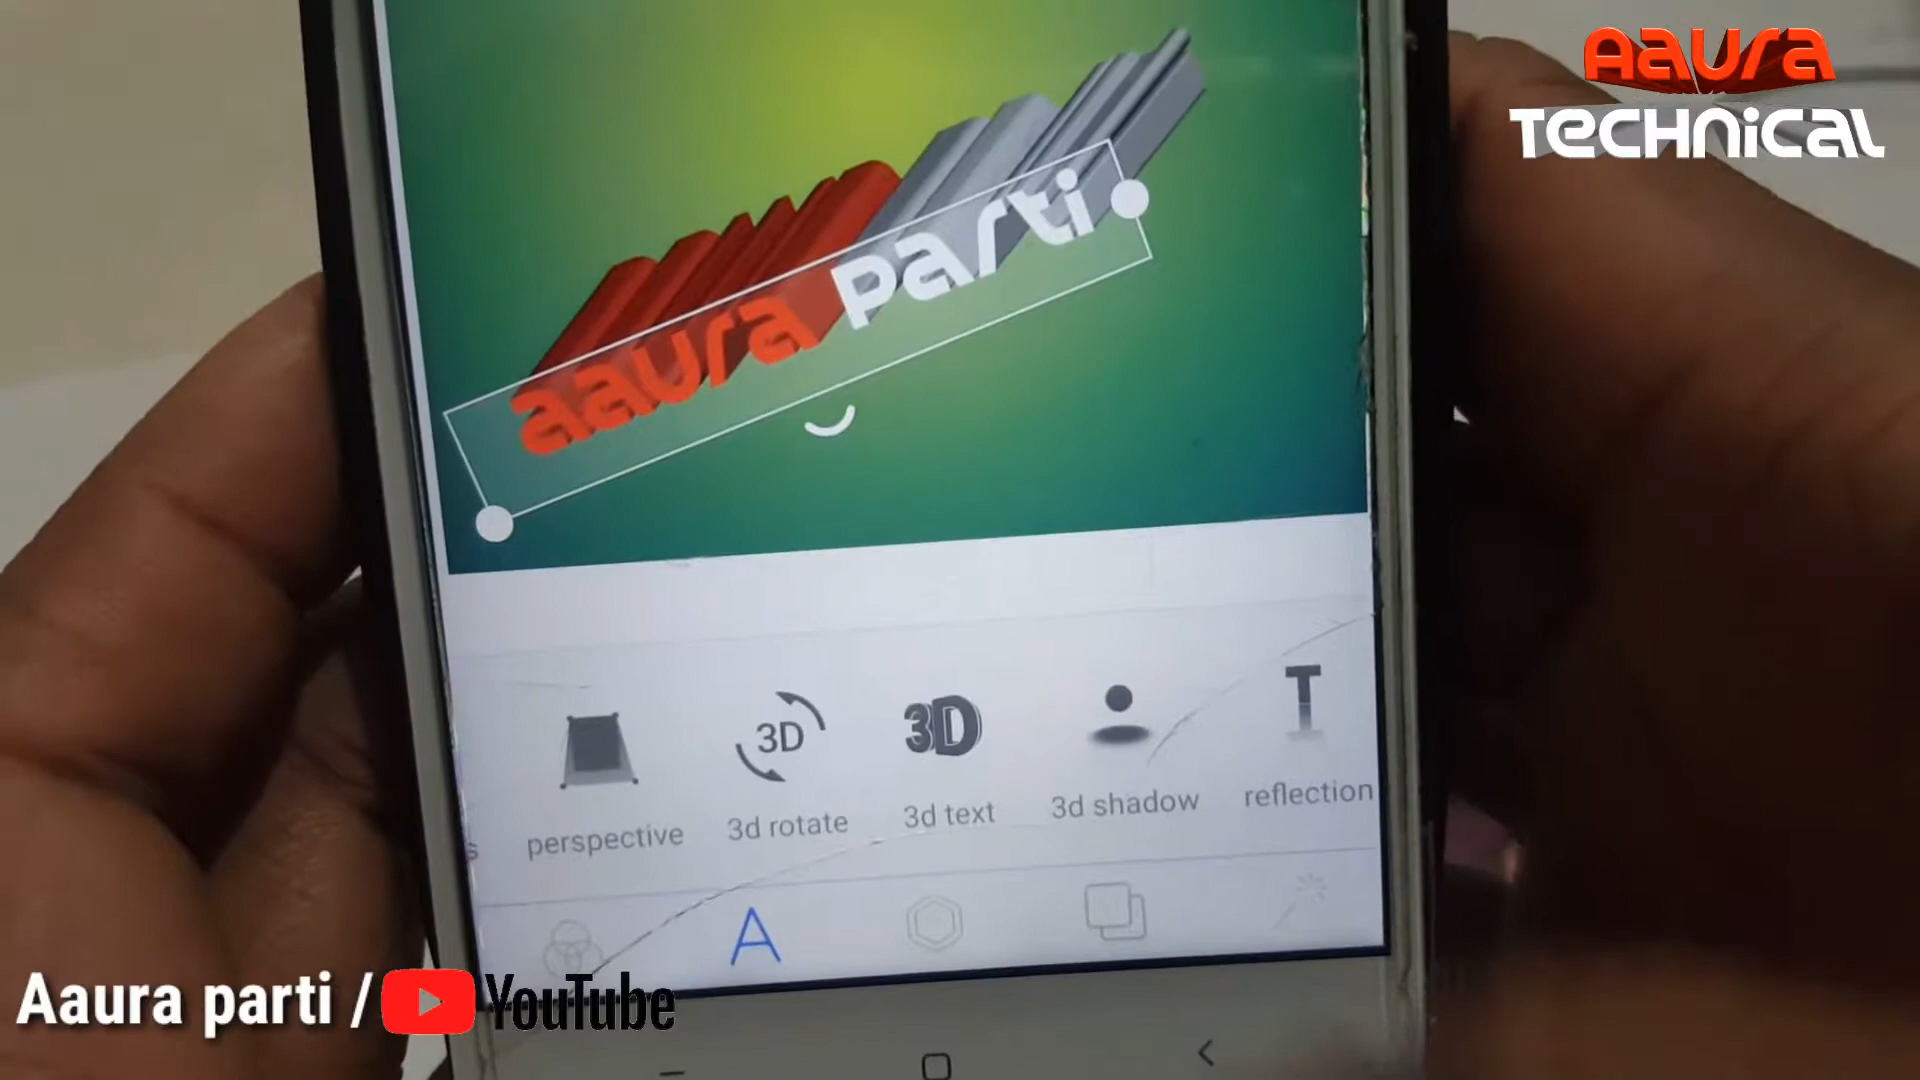 Aaura
TECHNiCAL
aaura parti
3D
3D
T
s
perspective
3d rotate
3d text
3d shadow
reflection
A
Aaura parti / YouTube